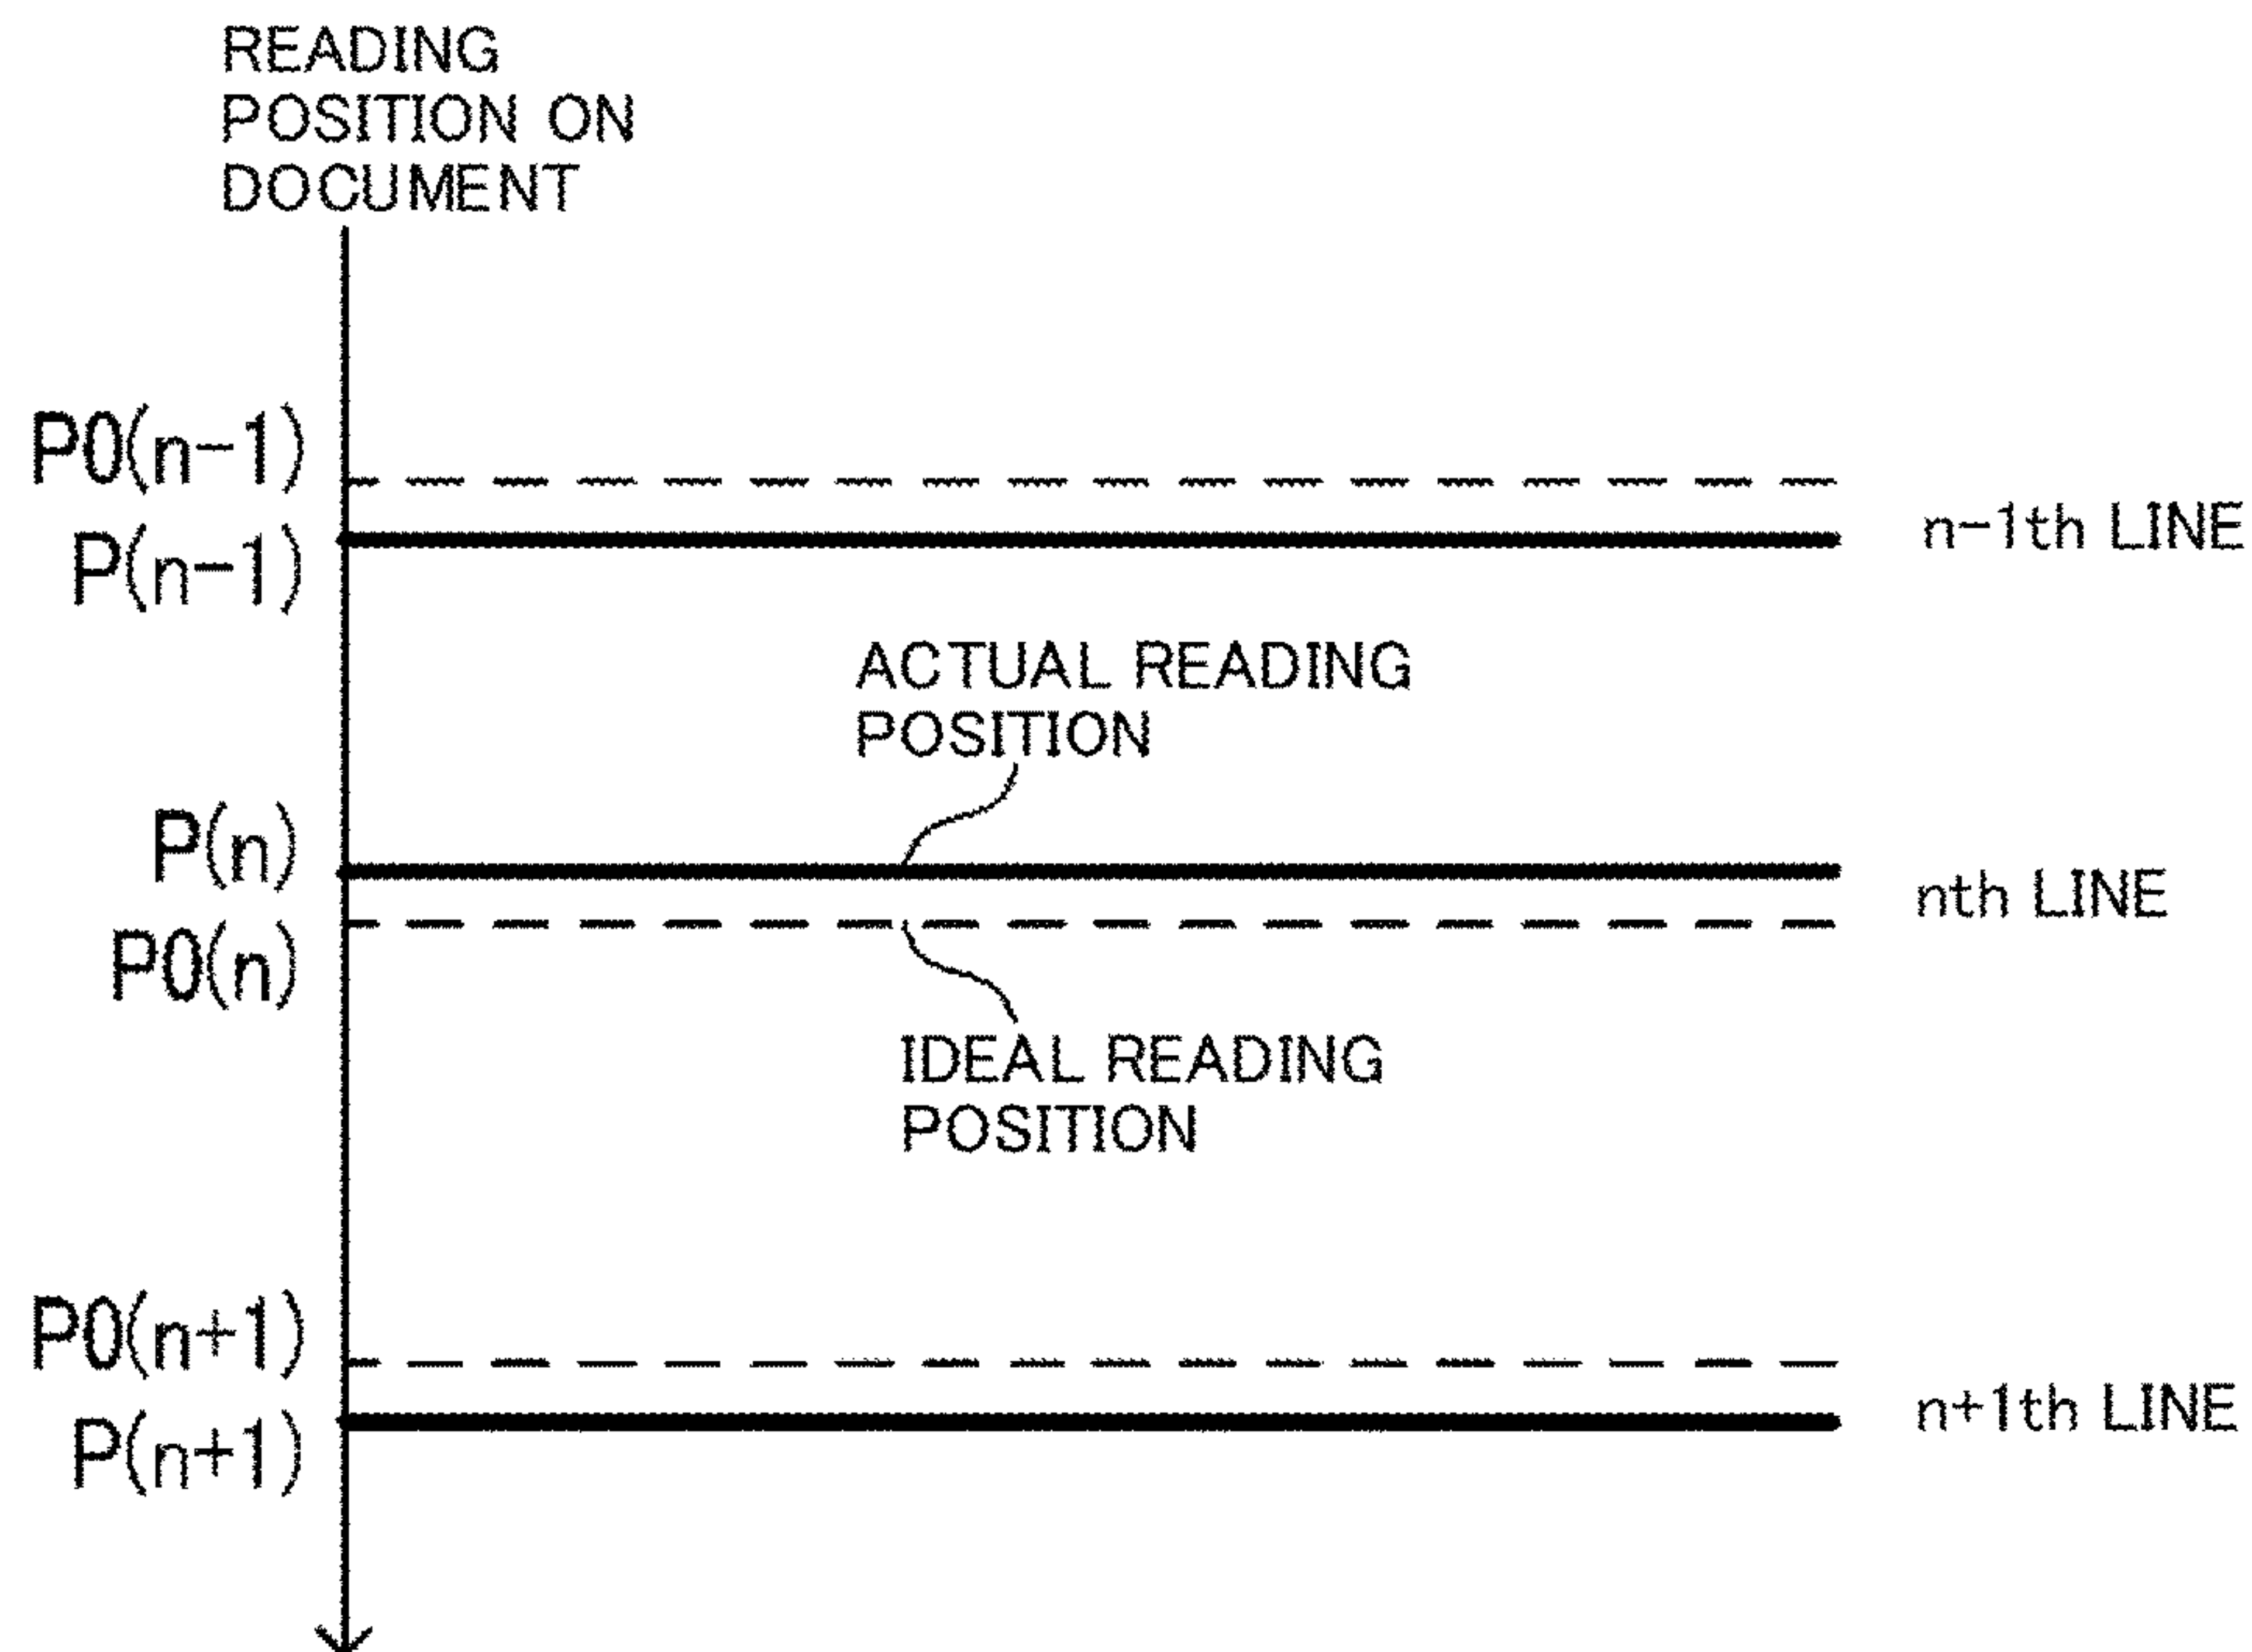 READING
POSITION ON
DOCUMENT
P0(n-1)
n-1th LINE
P(n-1)
ACTUAL READING
POSITION
P(n)
nth LINE
P0(n)
IDEAL READING
POSITION
P0(n+1)
n+1th LINE
P(n+1)